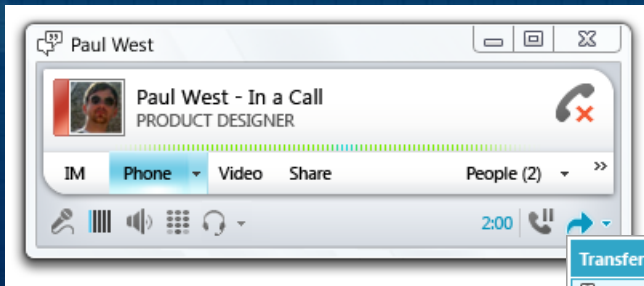 Paul West
Paul West - In a Call
PRODUCT DESIGNER
IM Phone Video Share People (2) »
2:00
Transfer